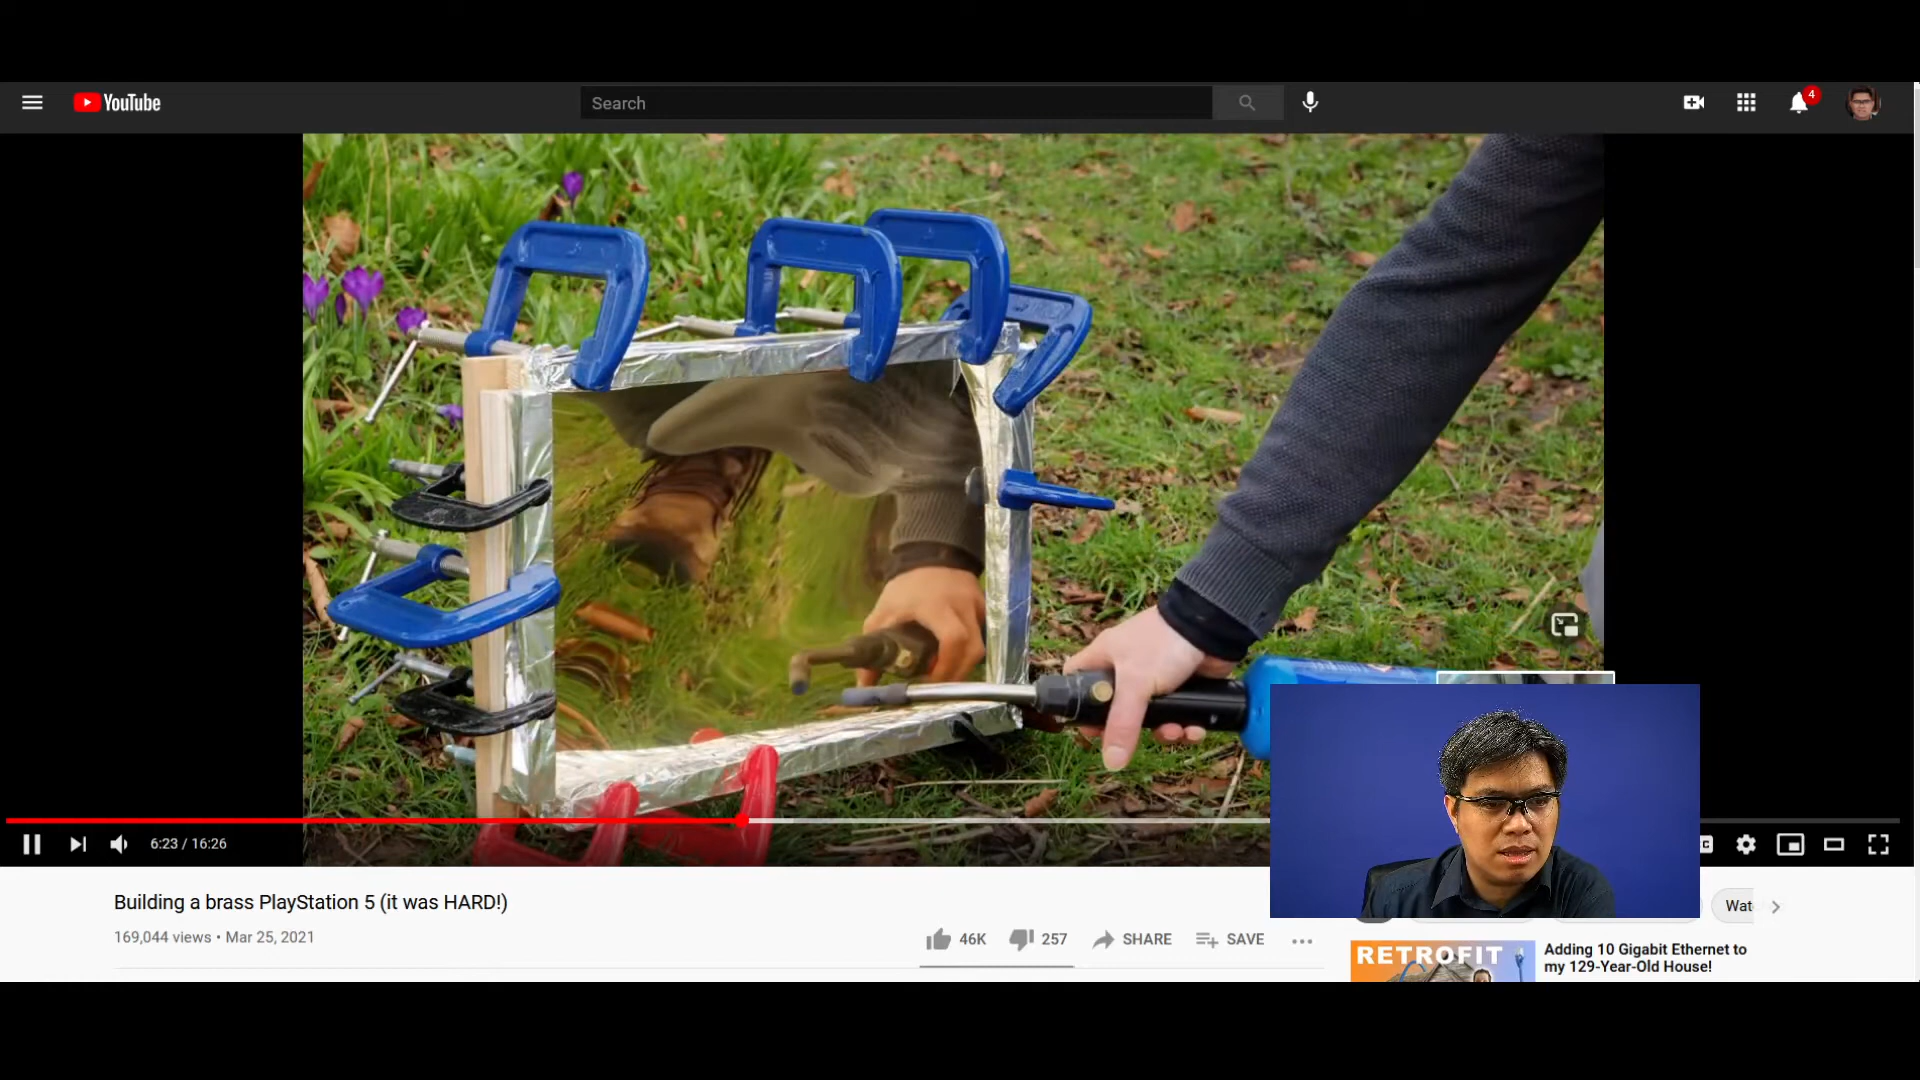 YouTube
Search
4
6:23 / 16:26
Building a brass PlayStation 5 (it was HARD!)
169,044 views • Mar 25, 2021
46K
257
SHARE
SAVE
Wat
RETROFIT
Adding 10 Gigabit Ethernet to
my 129-Year-Old House!